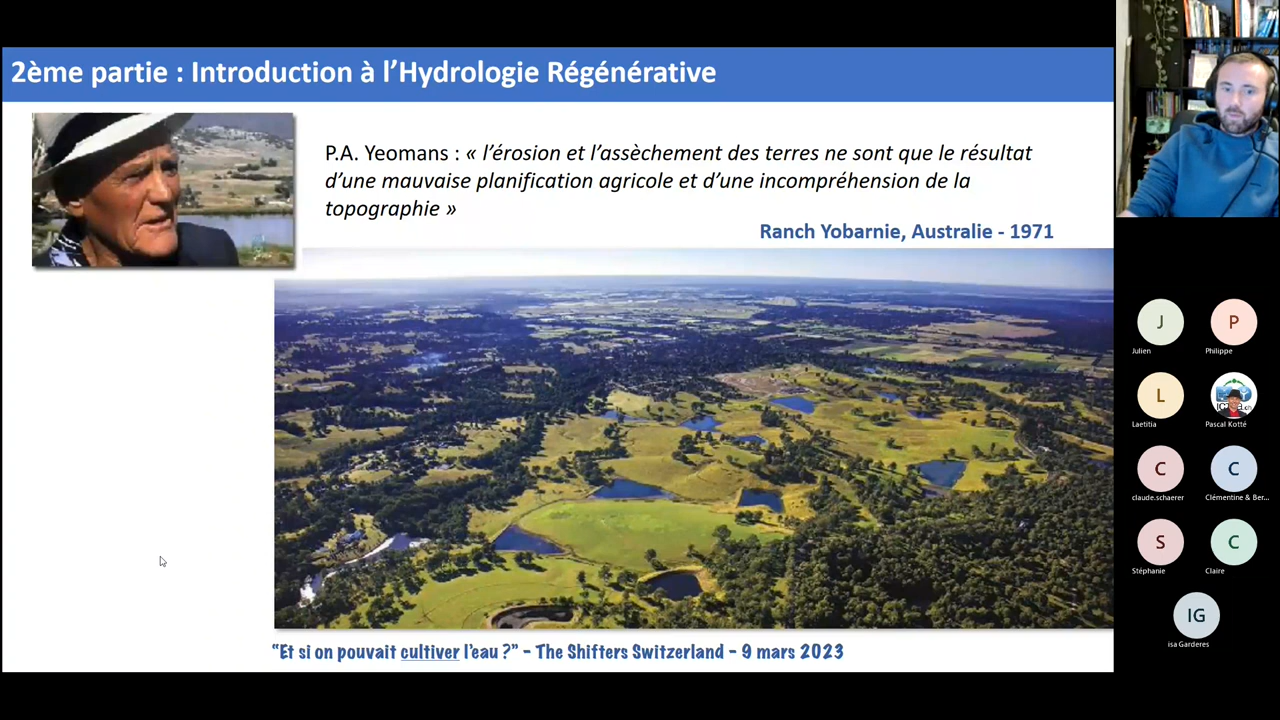 2ème partie : Introduction à l'Hydrologie Régénérative
P.A. Yeomans : « l'érosion et l'assèchement des terres ne sont que le résultat
d'une mauvaise planification agricole et d'une incompréhension de la
topographie »
Ranch Yobarnie, Australie - 1971
"Et si on pouvait cultiver l'eau ?" – The Shifters Switzerland – 9 mars 2023
J
Julien
P
Philippe
L
Laetitia
Pascal Kotté
C
claude.schaerer
C
Clémentine & Ber...
S
Stéphanie
C
Claire
IG
isa Garderes